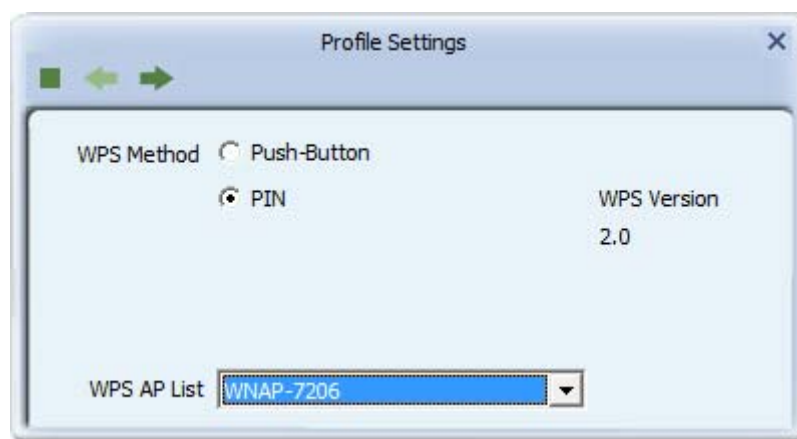 Profile Settings
WPS Method
Push-Button
PIN
WPS Version
2.0
WPS AP List
WNAP-7206